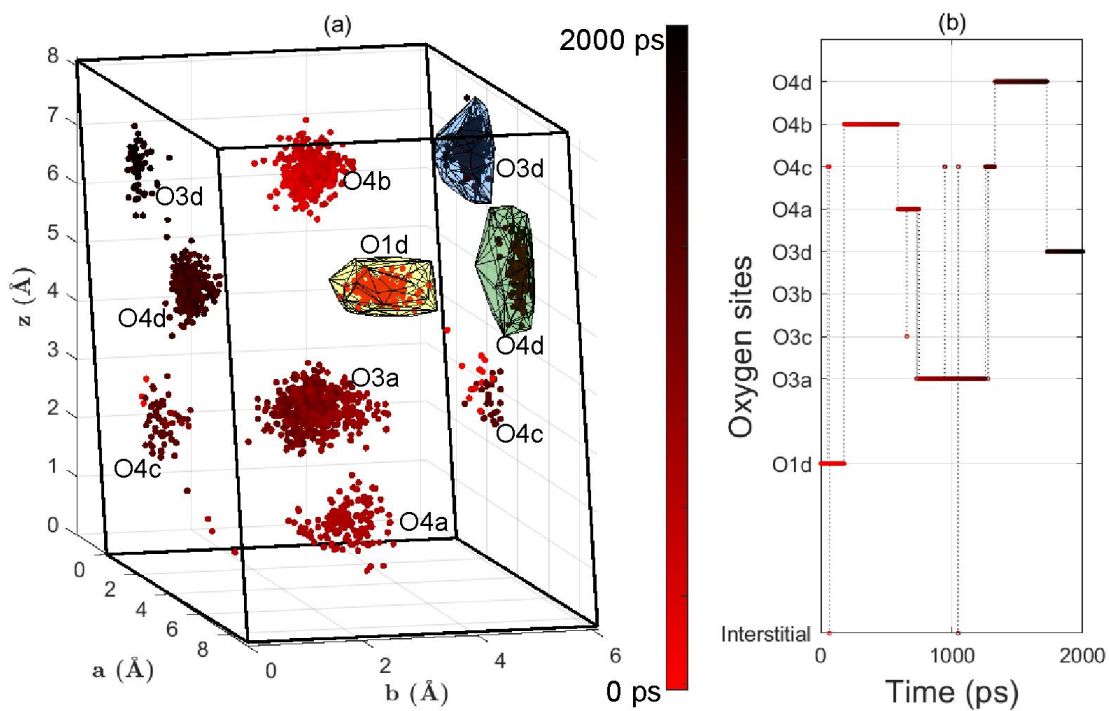 (a)
8
7
6
5
4
3
2
1
0
z (Å)
0
2
4
6
8
a (Å)
0
2
4
6
b (Å)
O3d
O4b
O3d
O1d
O4d
O4d
O3a
O4c
O4c
O4a
2000 ps
0 ps
(b)
O4d
O4b
O4c
O4a
O3d
O3b
O3c
O3a
O1d
Interstitial
Oxygen sites
0
1000
2000
Time (ps)